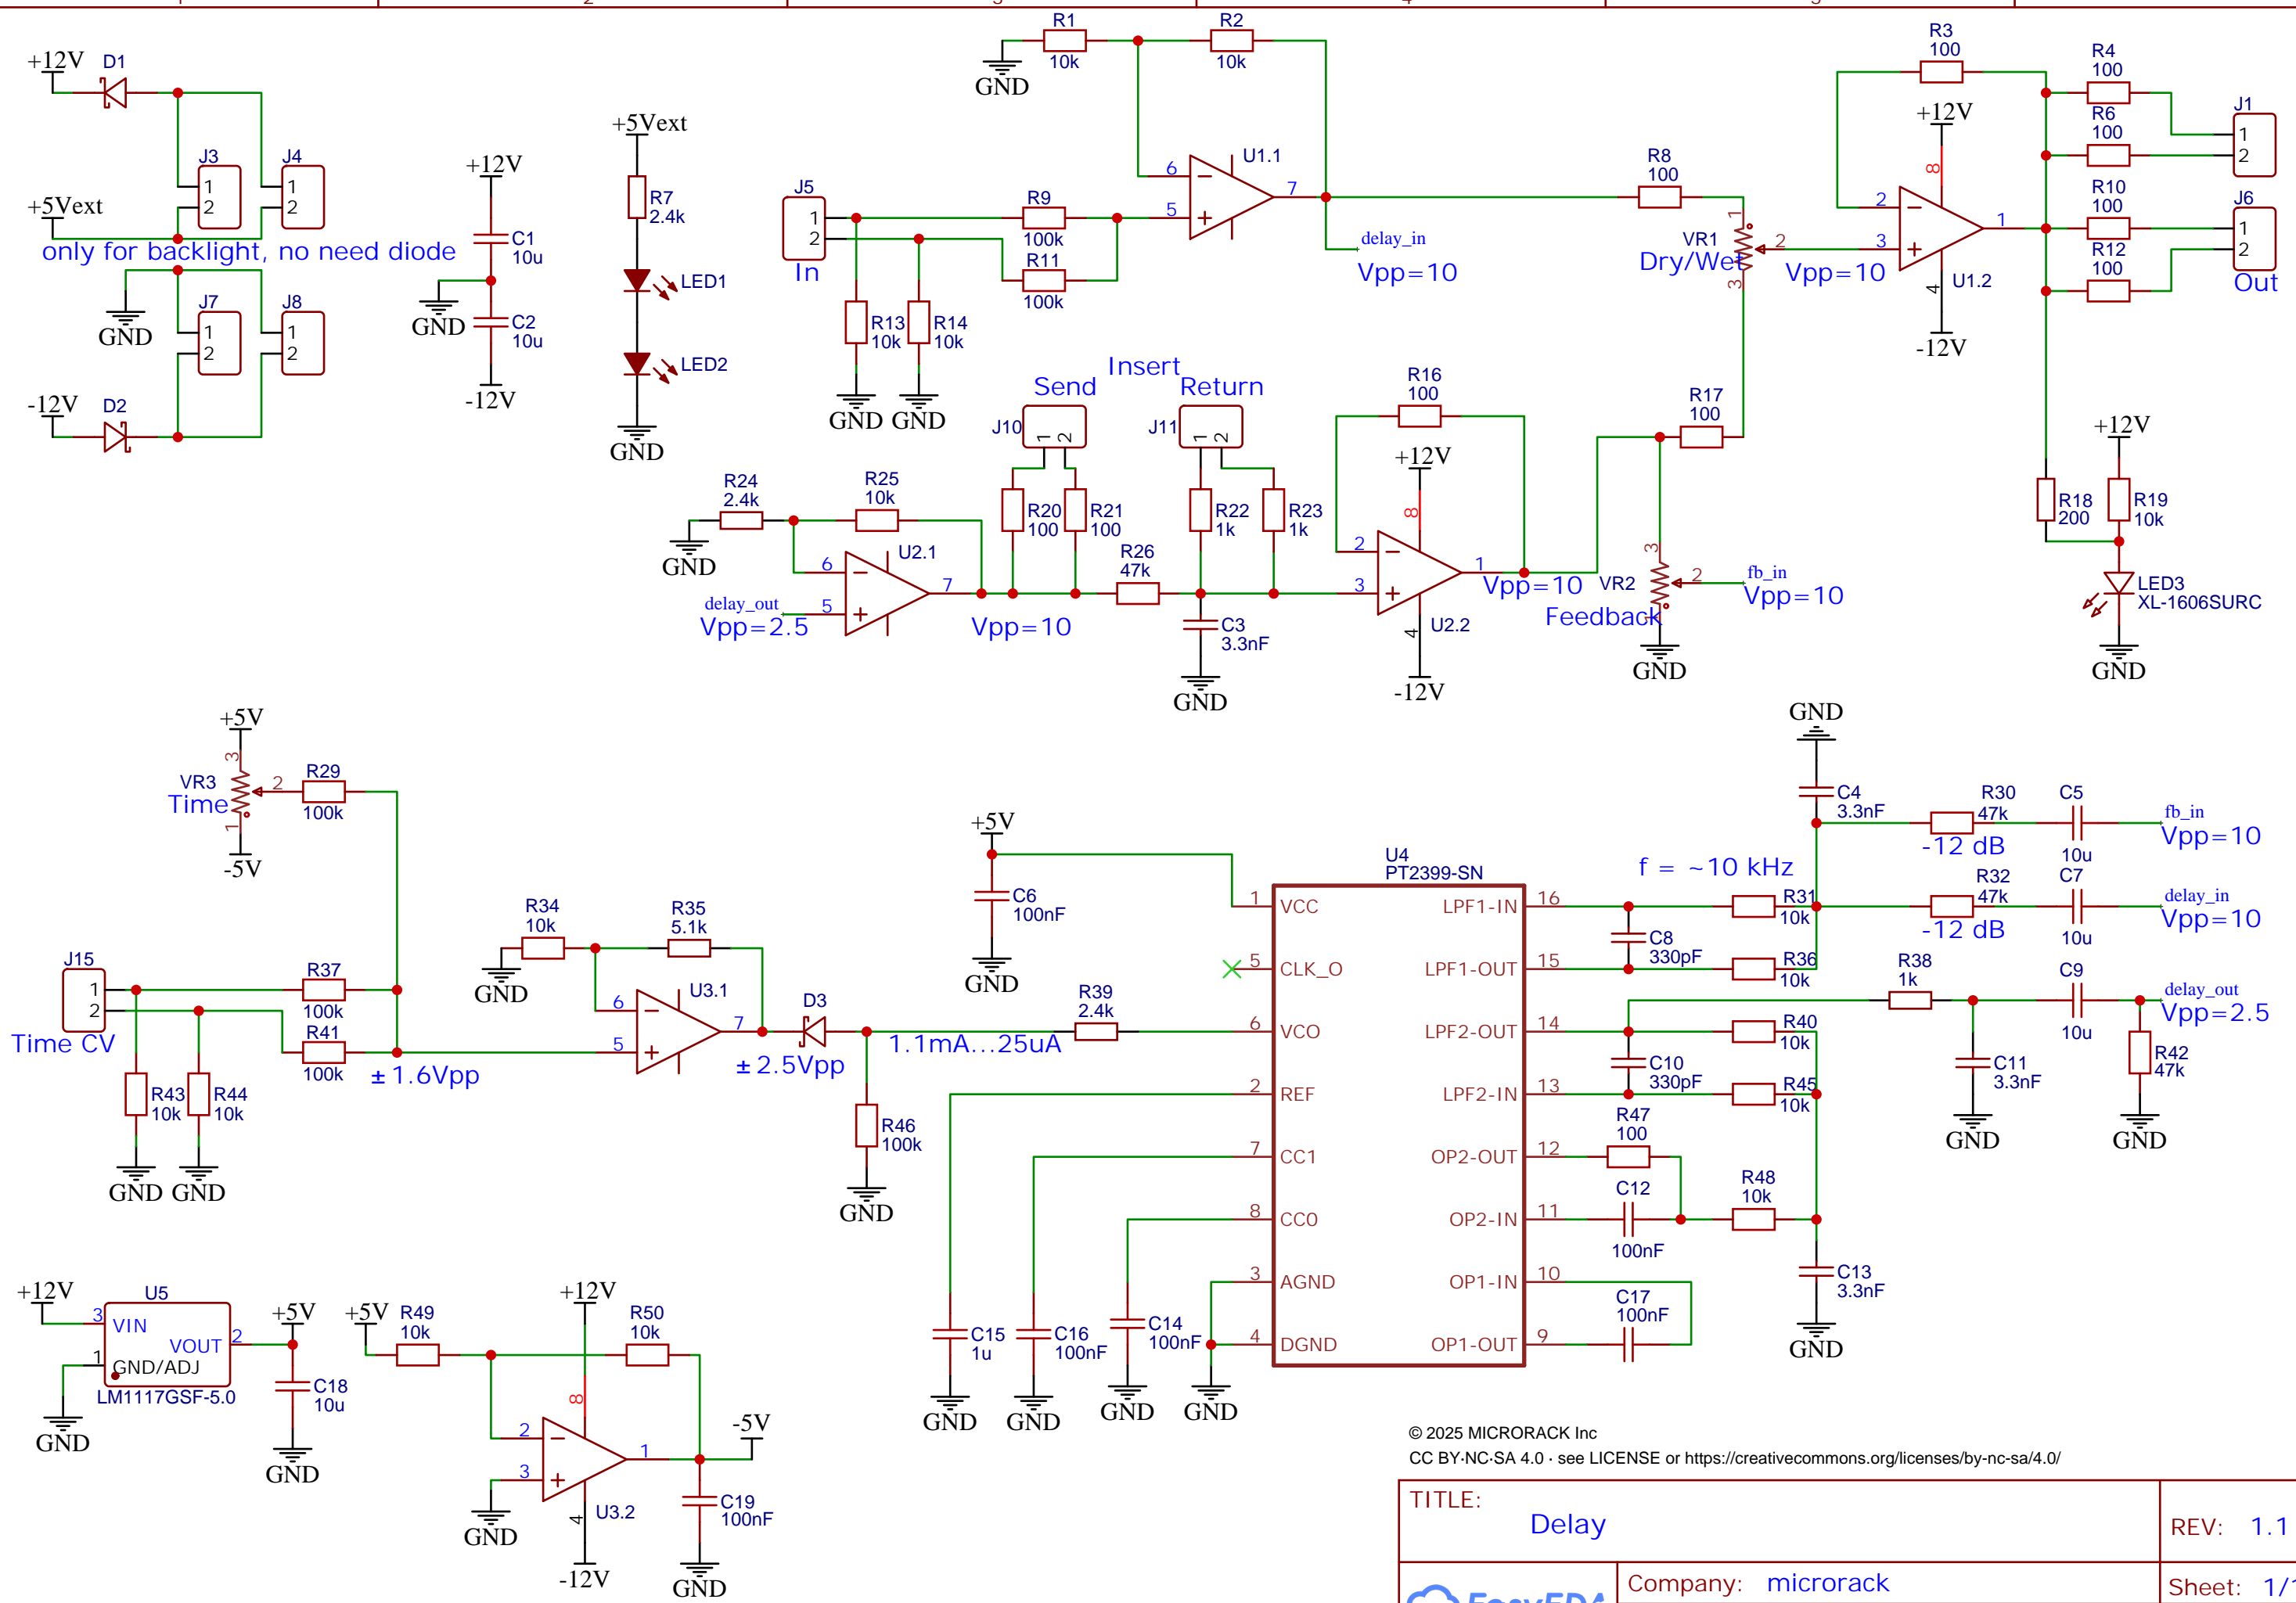 R1
10k
R2
10k
GND
R3
100
R4
100
R6
100
J1
1
2
R10
100
J6
1
2
R12
100
Out
+12V
D1
J3
1
2
J4
1
2
+5Vext
only for backlight, no need diode
GND
J7
1
2
J8
1
2
-12V
D2
+12V
C1
10u
GND
C2
10u
-12V
+5Vext
R7
2.4k
LED1
LED2
GND
J5
1
2
In
R9
100k
R11
100k
R13
10k
R14
10k
GND
GND
6
5
7
U1.1
delay_in
Vpp=10
R8
100
VR1
Dry/Wet
1
2
3
Vpp=10
+12V
8
2
3
1
4
U1.2
-12V
R17
100
Insert
Send
Return
J10
1
2
J11
1
2
R20
100
R21
100
R22
1k
R23
1k
R16
100
+12V
8
2
3
1
4
U2.2
-12V
Vpp=10
R24
2.4k
R25
10k
GND
6
5
7
U2.1
delay_out
Vpp=2.5
Vpp=10
R26
47k
C3
3.3nF
GND
VR2
Feedback
3
2
fb_in
Vpp=10
GND
+12V
R18
200
R19
10k
LED3
XL-1606SURC
GND
+5V
VR3
Time
3
2
1
-5V
R29
100k
J15
1
2
Time CV
R37
100k
R41
100k
R43
10k
R44
10k
GND
GND
±1.6Vpp
R34
10k
R35
5.1k
GND
6
5
7
U3.1
D3
±2.5Vpp
1.1mA...25uA
R39
2.4k
R46
100k
GND
+5V
C6
100nF
GND
U4
PT2399-SN
1 VCC
5 CLK_O
6 VCO
2 REF
7 CC1
8 CC0
3 AGND
4 DGND
LPF1-IN 16
LPF1-OUT 15
LPF2-OUT 14
LPF2-IN 13
OP2-OUT 12
OP2-IN 11
OP1-IN 10
OP1-OUT 9
f = ~10 kHz
GND
C4
3.3nF
R30
47k
-12 dB
C5
10u
fb_in
Vpp=10
R31
10k
R32
47k
-12 dB
C7
10u
delay_in
Vpp=10
C8
330pF
R36
10k
R38
1k
C9
10u
delay_out
Vpp=2.5
R40
10k
C10
330pF
R45
10k
C11
3.3nF
GND
R42
47k
GND
R47
100
C12
100nF
R48
10k
C13
3.3nF
GND
C17
100nF
C15
1u
GND
C16
100nF
GND
C14
100nF
GND
GND
+12V
U5
3 VIN
VOUT 2
1 GND/ADJ
LM1117GSF-5.0
GND
+5V
C18
10u
GND
+5V
R49
10k
+12V
R50
10k
8
2
3
1
4
U3.2
GND
-12V
-5V
C19
100nF
GND
© 2025 MICRORACK Inc
CC BY-NC-SA 4.0 · see LICENSE or https://creativecommons.org/licenses/by-nc-sa/4.0/
TITLE:
Delay
REV: 1.1
Company: microrack
Sheet: 1/1
EasyEDA